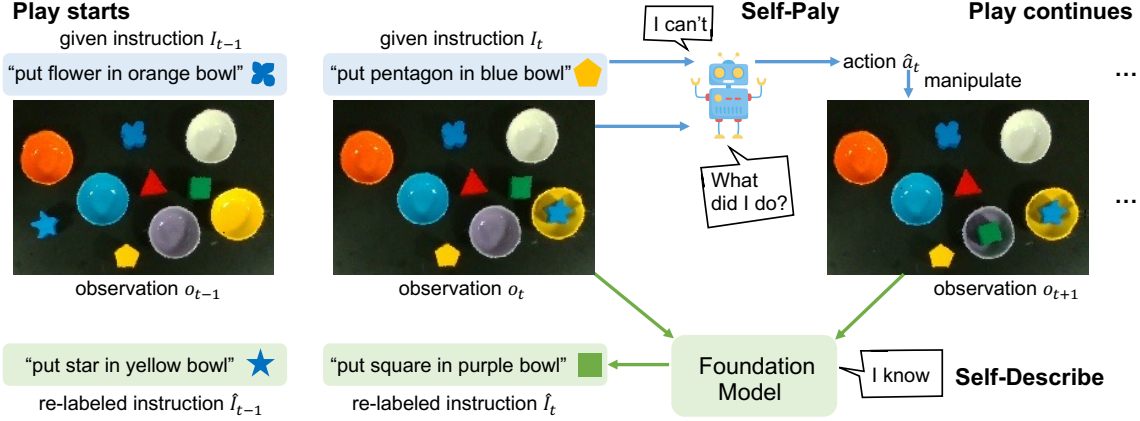 Play starts
Self-Paly
Play continues
given instruction I_{t-1}
given instruction I_t
I can't
"put flower in orange bowl"
"put pentagon in blue bowl"
action â_t
manipulate
...
What
did I do?
...
observation o_{t-1}
observation o_t
observation o_{t+1}
"put star in yellow bowl"
"put square in purple bowl"
Foundation
Model
I know
Self-Describe
re-labeled instruction Î_{t-1}
re-labeled instruction Î_t